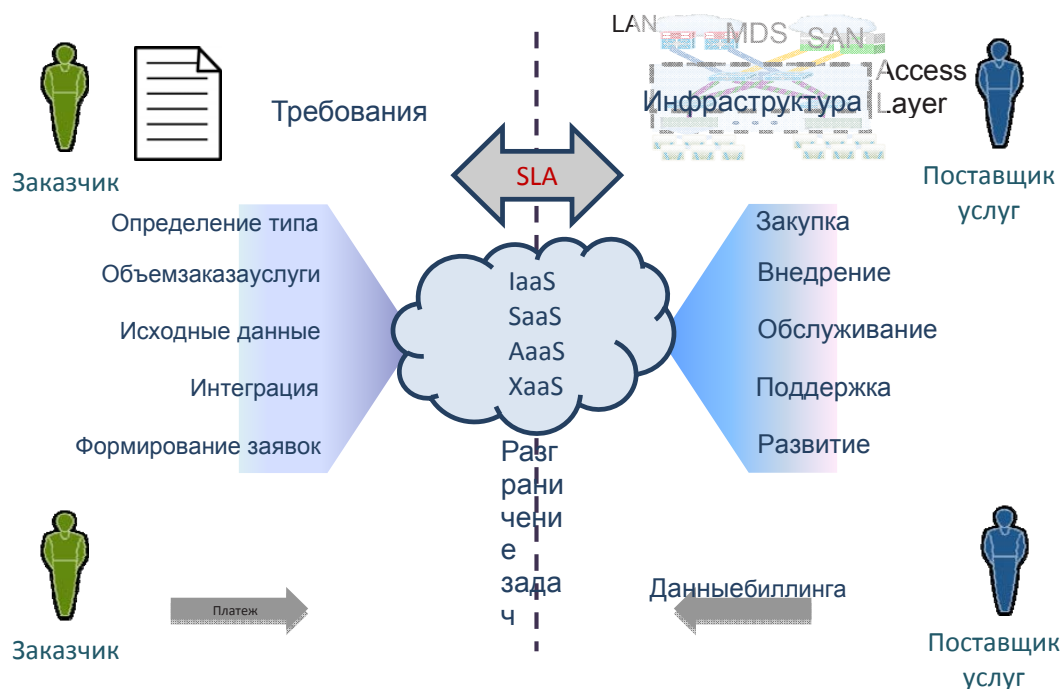 LAN
MDS
SAN
Access
Layer
Требования
Инфраструктура
Заказчик
SLA
Поставщик
услуг
Определение типа
Объемзаказауслуги
Исходные данные
Интеграция
Формирование заявок
IaaS
SaaS
AaaS
XaaS
Закупка
Внедрение
Обслуживание
Поддержка
Развитие
Разг
рани
чени
е
зада
ч
Платеж
Данныебиллинга
Заказчик
Поставщик
услуг